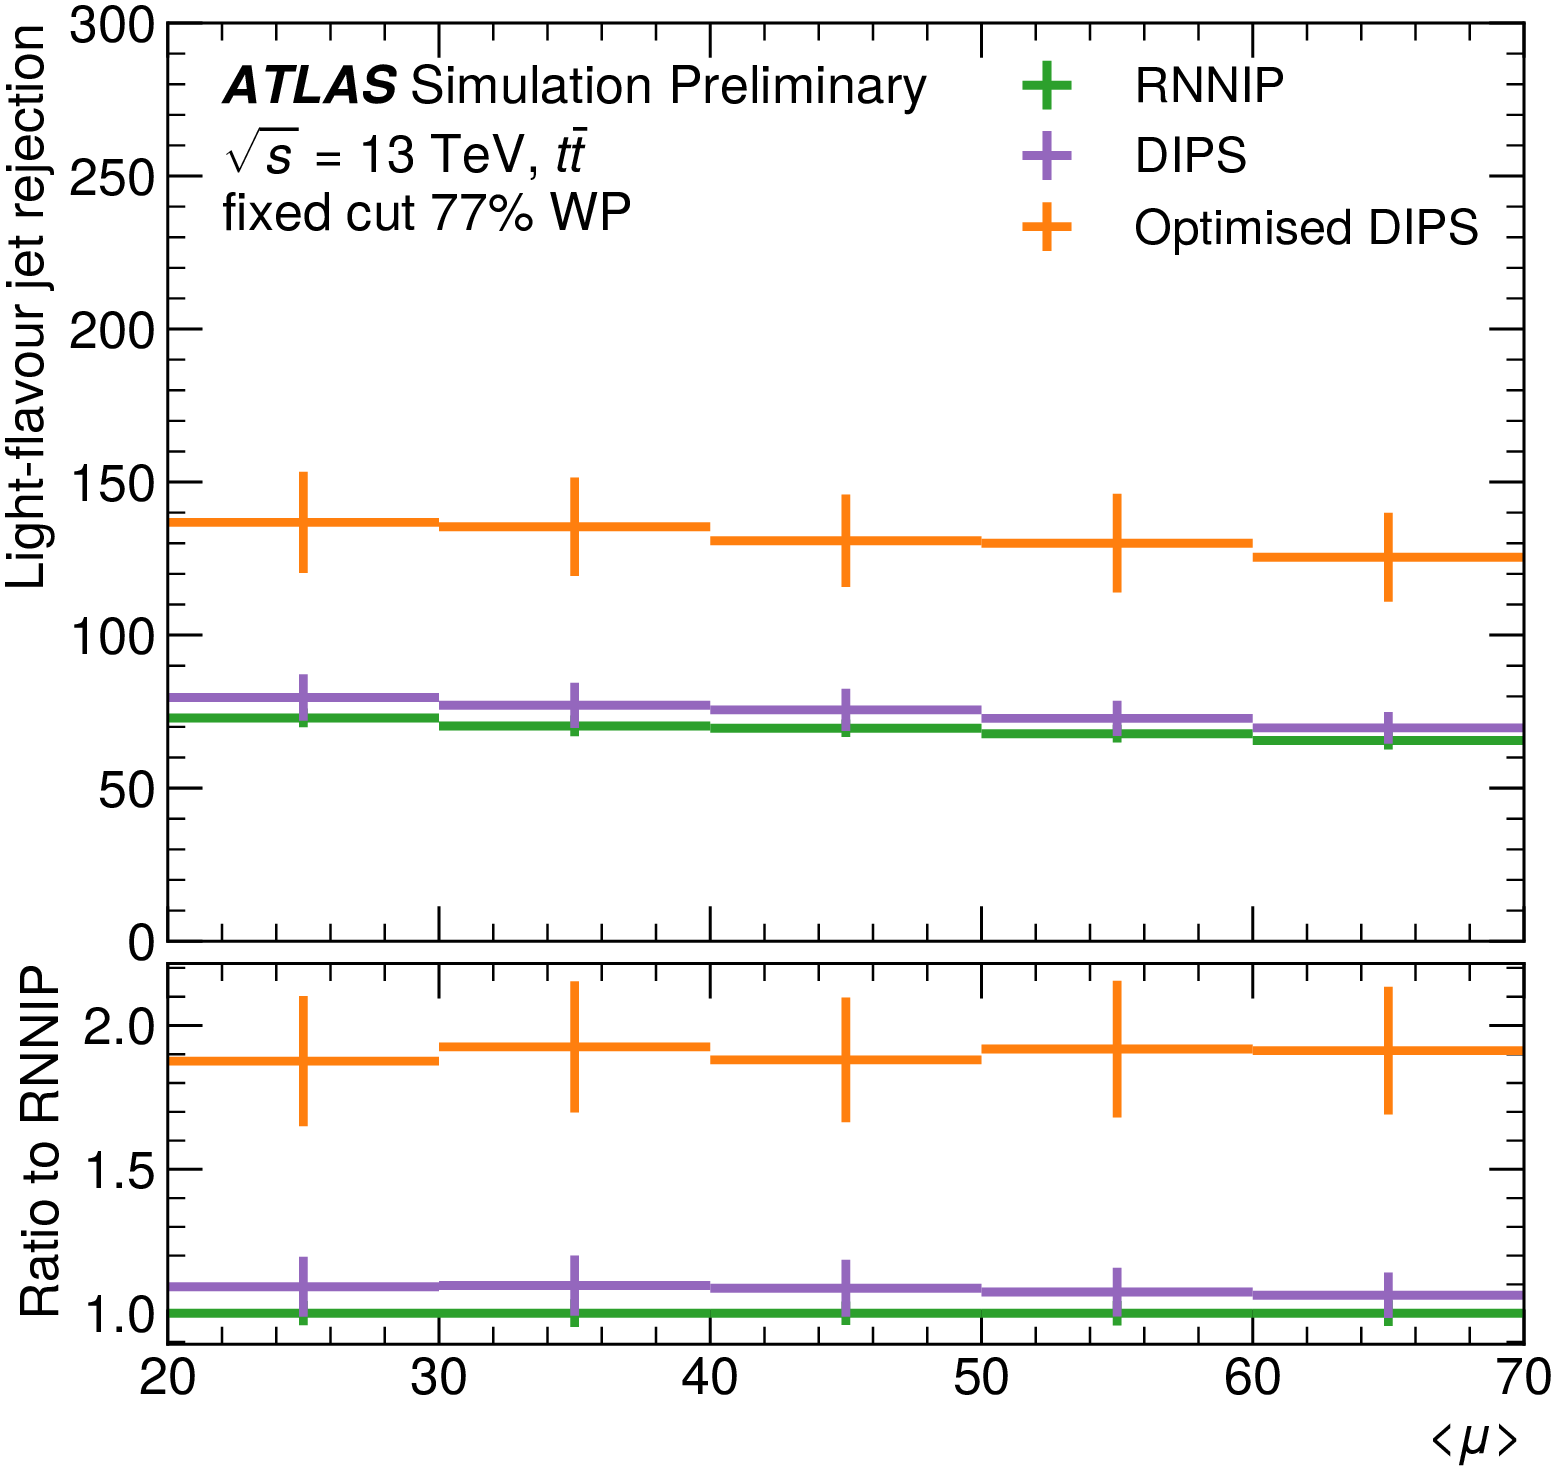 300
250
200
150
100
50
0
Light-flavour jet rejection
ATLAS Simulation Preliminary
√s = 13 TeV, tt̄
fixed cut 77% WP
RNNIP
DIPS
Optimised DIPS
2.0
1.5
1.0
Ratio to RNNIP
20 30 40 50 60 70
<μ>